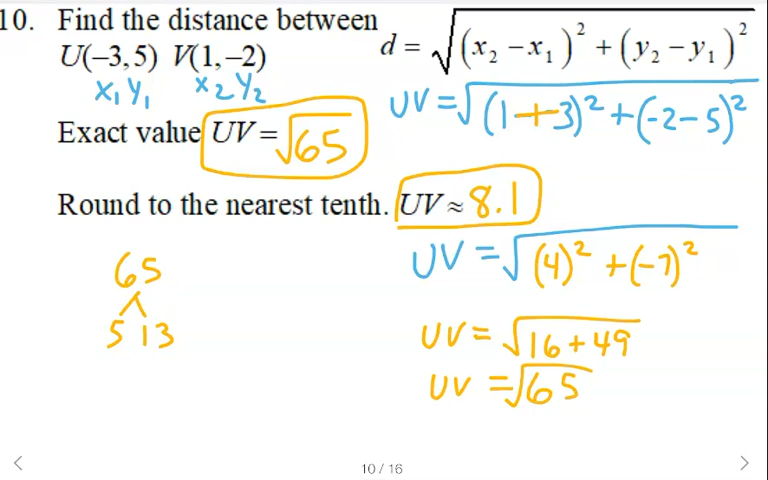 10. Find the distance between
U(−3,5) V(1,−2)
x₁ y₁ x₂ y₂
d = √(x₂ − x₁)² + (y₂ − y₁)²
UV = √(1 + 3)² + (-2 - 5)²
Exact value UV = √65
Round to the nearest tenth. UV ≈ 8.1
UV = √(4)² + (-7)²
65
5 13
UV = √16 + 49
UV = √65
10 / 16